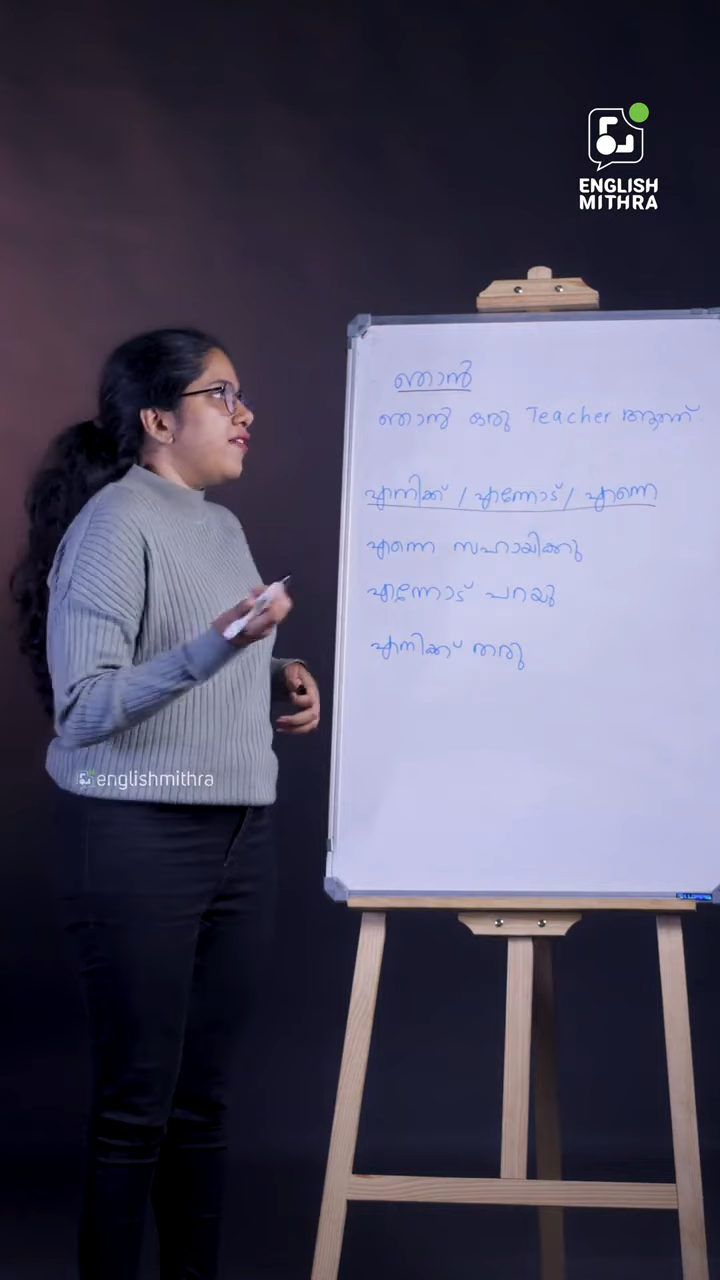 ENGLISH
MITHRA
ഞാൻ
ഞാൻ ഒരു Teacher ആണ്
എനിക്ക് / എന്നോട് / എന്നെ
എന്നെ സഹായിക്കു
എന്നോട് പറയു
എനിക്ക് തരു
englishmithra